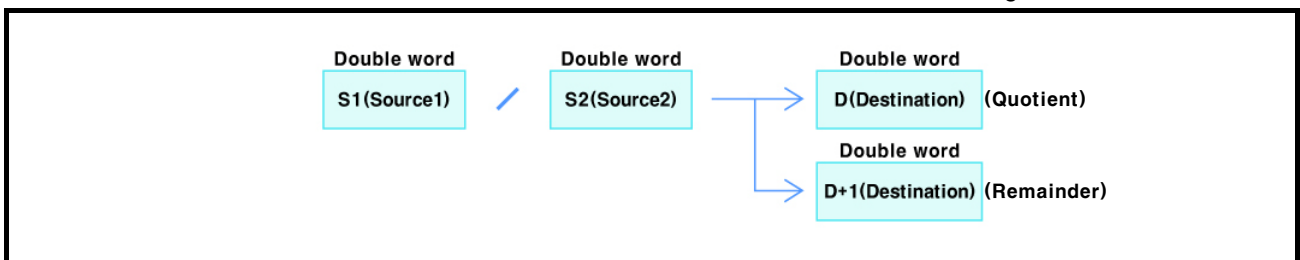 Double word Double word Double word
S1(Source1) / S2(Source2) D(Destination) (Quotient)
Double word
D+1(Destination) (Remainder)